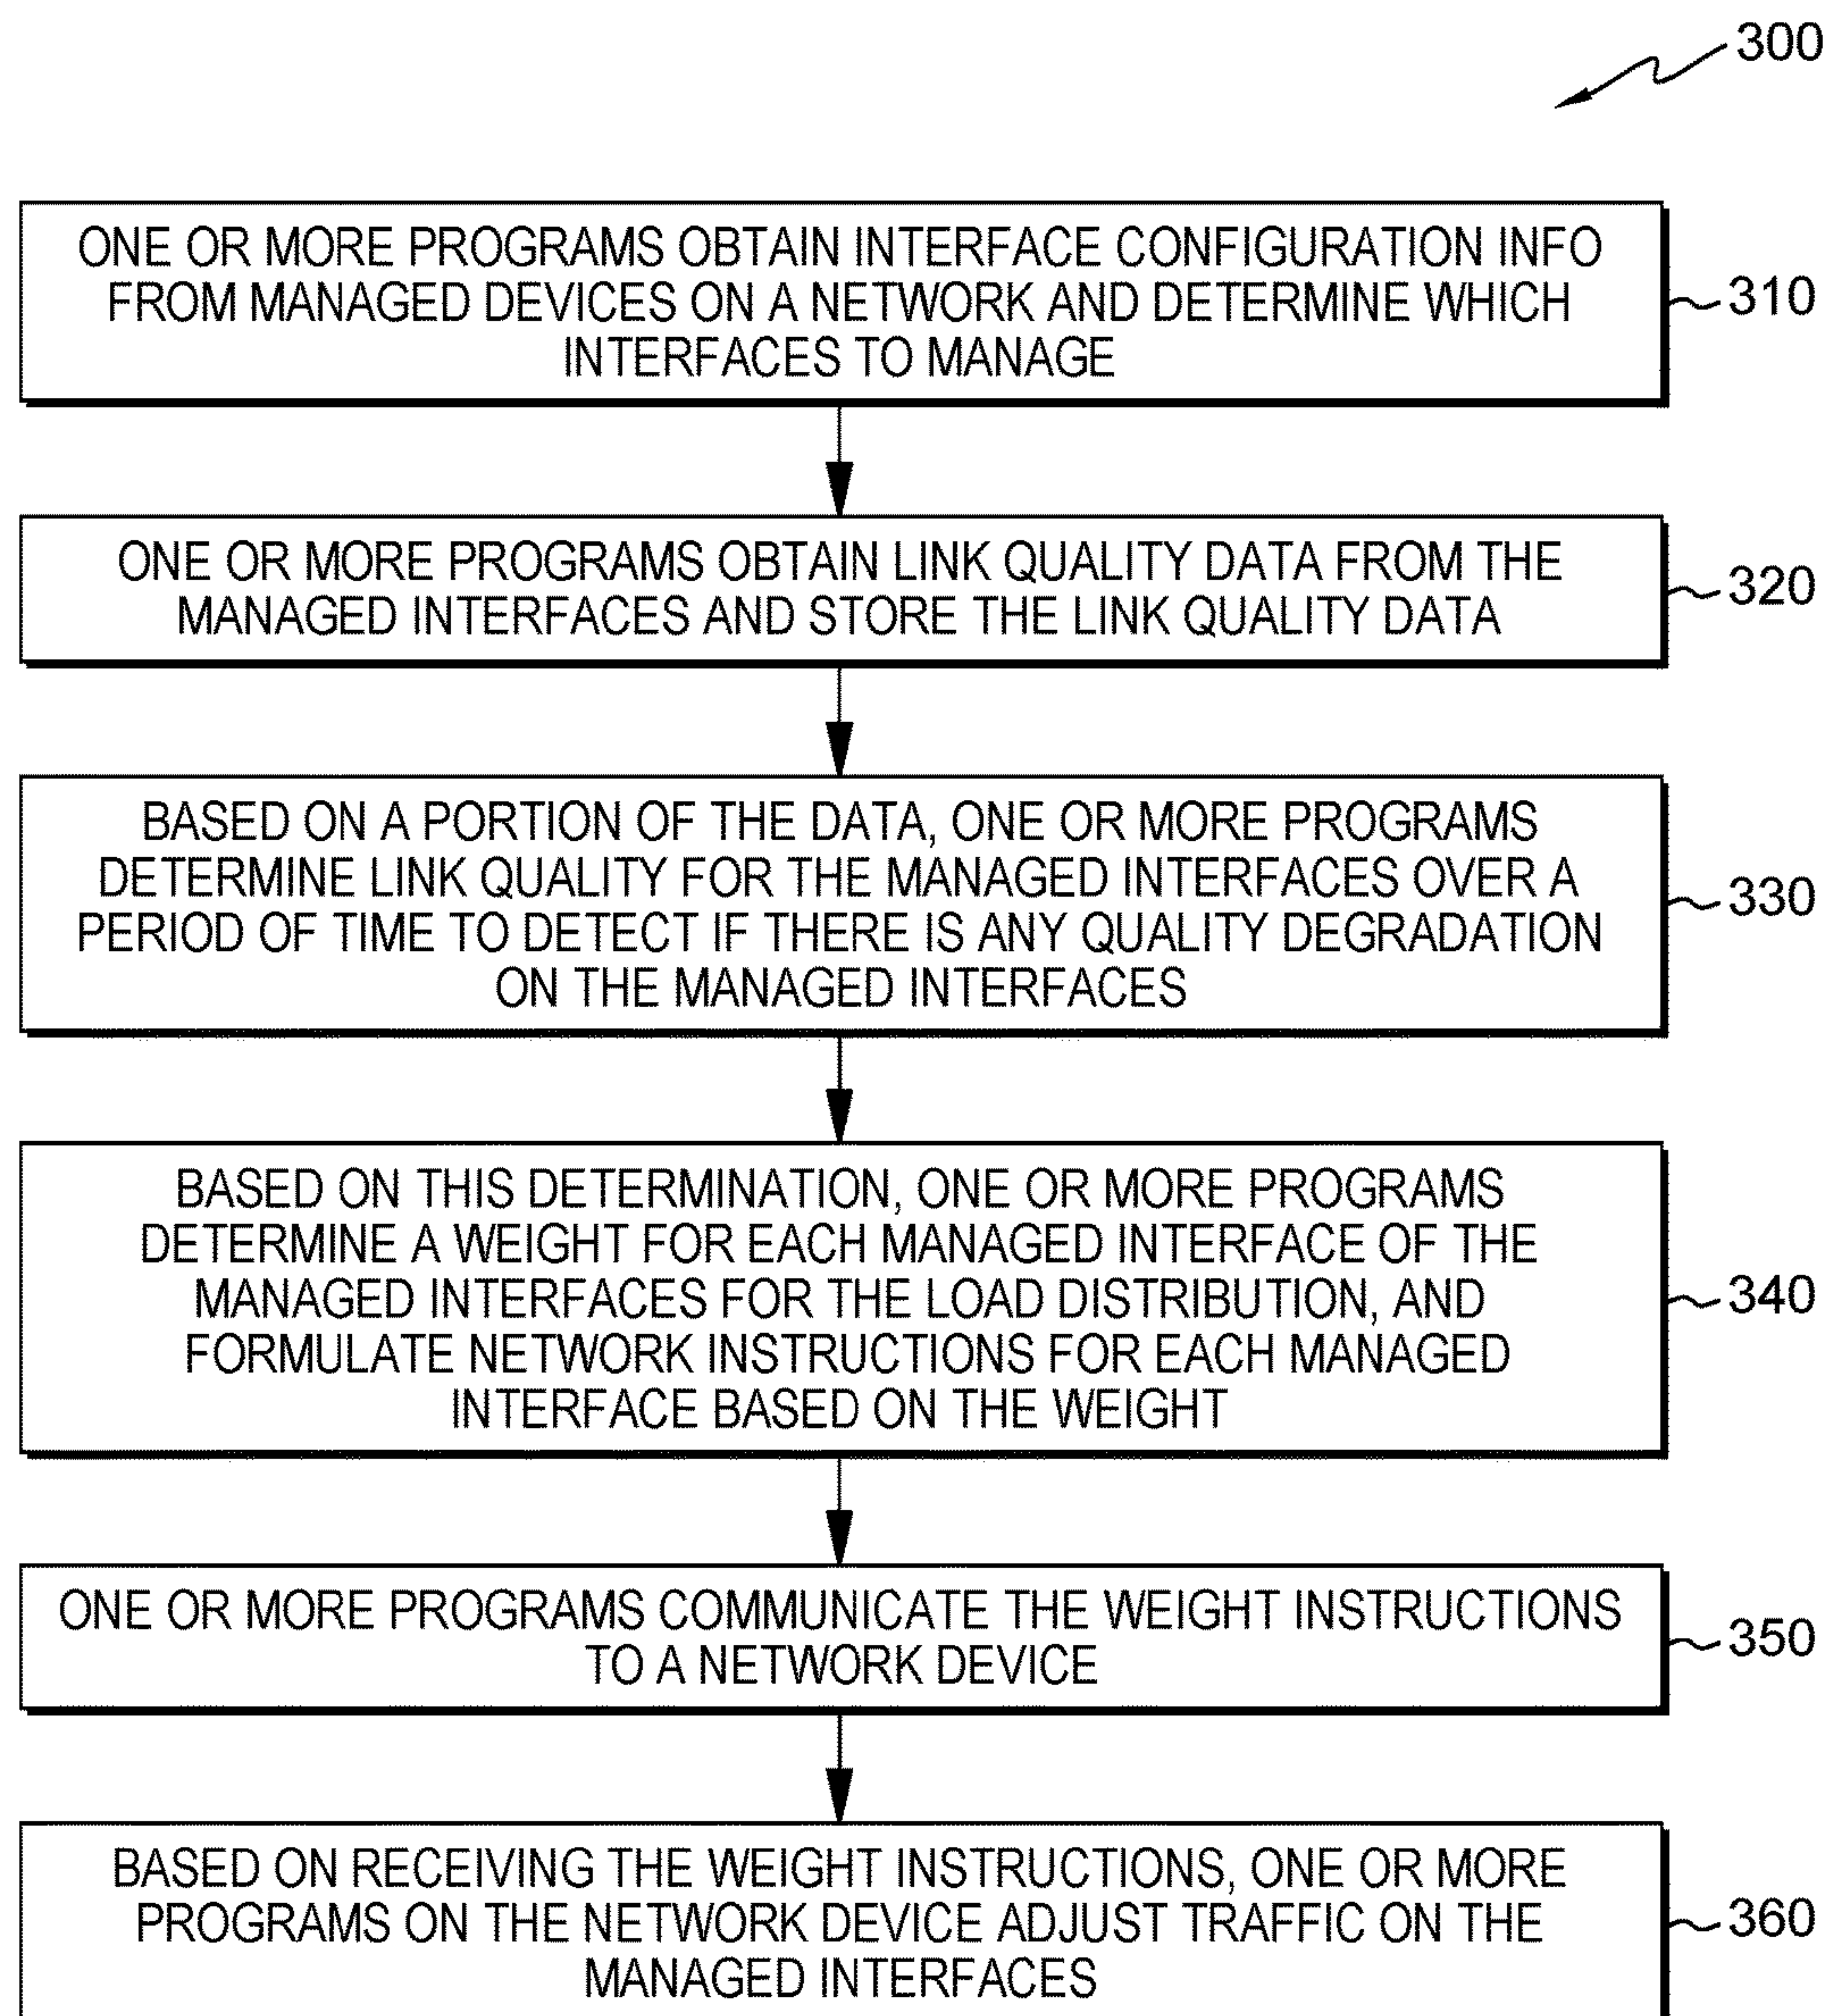 300
ONE OR MORE PROGRAMS OBTAIN INTERFACE CONFIGURATION INFO
FROM MANAGED DEVICES ON A NETWORK AND DETERMINE WHICH
INTERFACES TO MANAGE
310
ONE OR MORE PROGRAMS OBTAIN LINK QUALITY DATA FROM THE
MANAGED INTERFACES AND STORE THE LINK QUALITY DATA
320
BASED ON A PORTION OF THE DATA, ONE OR MORE PROGRAMS
DETERMINE LINK QUALITY FOR THE MANAGED INTERFACES OVER A
PERIOD OF TIME TO DETECT IF THERE IS ANY QUALITY DEGRADATION
ON THE MANAGED INTERFACES
330
BASED ON THIS DETERMINATION, ONE OR MORE PROGRAMS
DETERMINE A WEIGHT FOR EACH MANAGED INTERFACE OF THE
MANAGED INTERFACES FOR THE LOAD DISTRIBUTION, AND
FORMULATE NETWORK INSTRUCTIONS FOR EACH MANAGED
INTERFACE BASED ON THE WEIGHT
340
ONE OR MORE PROGRAMS COMMUNICATE THE WEIGHT INSTRUCTIONS
TO A NETWORK DEVICE
350
BASED ON RECEIVING THE WEIGHT INSTRUCTIONS, ONE OR MORE
PROGRAMS ON THE NETWORK DEVICE ADJUST TRAFFIC ON THE
MANAGED INTERFACES
360